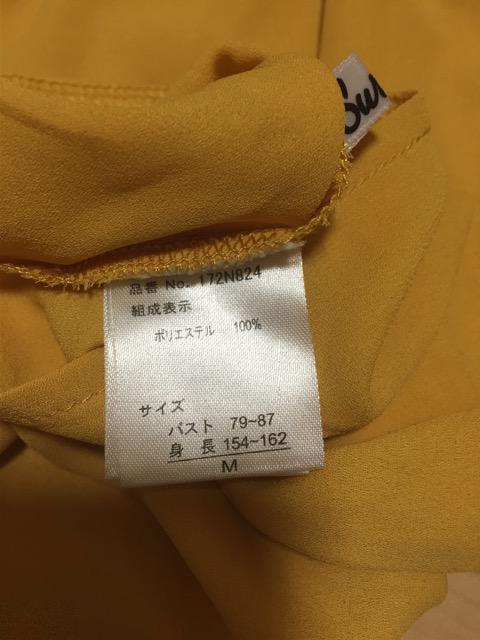 品番 No. 172N824
組成表示
ポリエステル 100%
サイズ
バスト 79~87
身 長 154~162
M